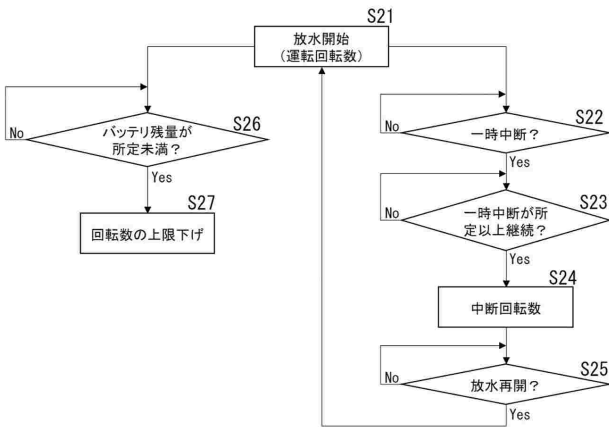 S21
放水開始
(運転回転数)
S26
バッテリ残量が
所定未満？
No
Yes
S27
回転数の上限下げ
S22
一時中断？
No
Yes
S23
一時中断が所
定以上継続？
No
Yes
S24
中断回転数
S25
放水再開？
No
Yes